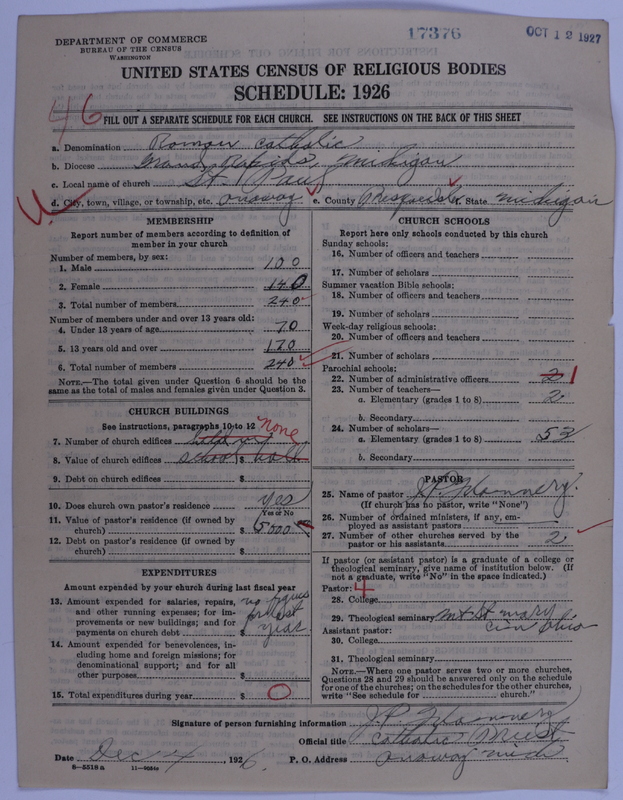 17376
OCT 12 1927
DEPARTMENT OF COMMERCE
BUREAU OF THE CENSUS
WASHINGTON
UNITED STATES CENSUS OF RELIGIOUS BODIES
SCHEDULE: 1926
46
FILL OUT A SEPARATE SCHEDULE FOR EACH CHURCH. SEE INSTRUCTIONS ON THE BACK OF THIS SHEET
a. Denomination Roman Catholic
b. Diocese Grand Rapids Michigan
c. Local name of church St Paul
d. City, town, village, or township, etc. Onaway e. County Presque Isle f. State Michigan
MEMBERSHIP
Report number of members according to definition of member in your church
Number of members, by sex:
1. Male 100
2. Female 140
3. Total number of members 240
Number of members under and over 13 years old:
4. Under 13 years of age 70
5. 13 years old and over 170
6. Total number of members 240
NOTE.—The total given under Question 6 should be the same as the total of males and females given under Question 3.
CHURCH BUILDINGS
See instructions, paragraphs 10 to 12
7. Number of church edifices None
8. Value of church edifices school $ hall
9. Debt on church edifices $
10. Does church own pastor's residence yes
Yes or No
11. Value of pastor's residence (if owned by church) $ 5000
12. Debt on pastor's residence (if owned by church) $
EXPENDITURES
Amount expended by your church during last fiscal year
13. Amount expended for salaries, repairs, and other running expenses; for improvements or new buildings; and for payments on church debt no for last year
14. Amount expended for benevolences, including home and foreign missions; for denominational support; and for all other purposes $
15. Total expenditures during year $ 0
CHURCH SCHOOLS
Report here only schools conducted by this church
Sunday schools:
16. Number of officers and teachers
17. Number of scholars
Summer vacation Bible schools:
18. Number of officers and teachers
19. Number of scholars
Week-day religious schools:
20. Number of officers and teachers
21. Number of scholars
Parochial schools:
22. Number of administrative officers 2 1
23. Number of teachers—
a. Elementary (grades 1 to 8) 2
b. Secondary
24. Number of scholars—
a. Elementary (grades 1 to 8) 53
b. Secondary
PASTOR
25. Name of pastor J.P. Flannery.
(If church has no pastor, write "None")
26. Number of ordained ministers, if any, employed as assistant pastors
27. Number of other churches served by the pastor or his assistants 2
If pastor (or assistant pastor) is a graduate of a college or theological seminary, give name of institution below. (If not a graduate, write "No" in the space indicated.)
Pastor: 4
28. College
29. Theological seminary Mt St Mary
Cin Ohio
Assistant pastor:
30. College
31. Theological seminary
NOTE.—Where one pastor serves two or more churches, Questions 28 and 29 should be answered only on the schedule for one of the churches; on the schedules for the other churches, write "See schedule for church."
Signature of person furnishing information J.P. Flannery
Official title Catholic Priest
Date Dec 14, 1926. P. O. Address Onaway Mich
6—5518 a